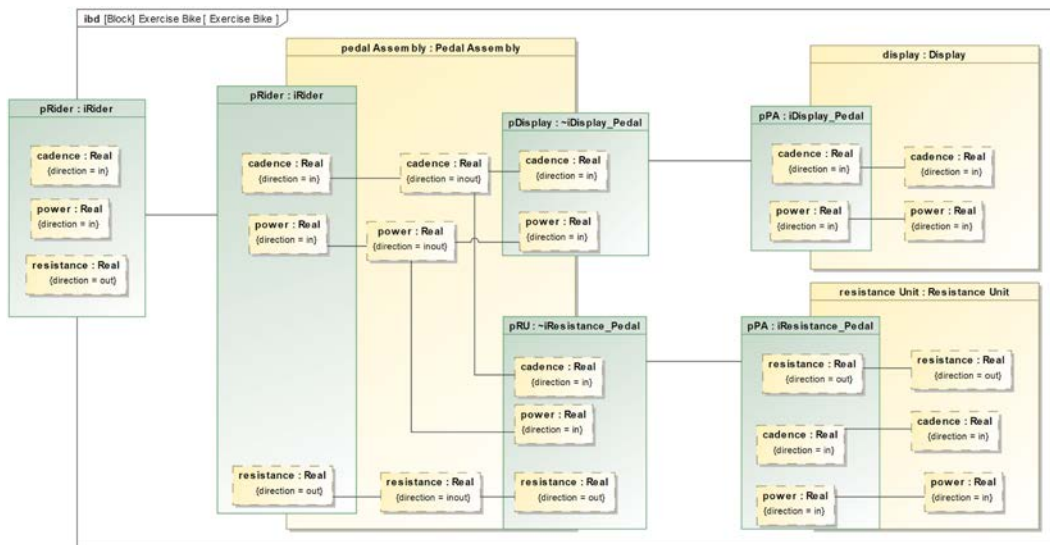 ibd [Block] Exercise Bike [ Exercise Bike ]
pRider : iRider
cadence : Real
{direction = in}
power : Real
{direction = in}
resistance : Real
{direction = out}
pedal Assembly : Pedal Assembly
pRider : iRider
cadence : Real
{direction = in}
power : Real
{direction = in}
resistance : Real
{direction = out}
cadence : Real
{direction = inout}
power : Real
{direction = inout}
resistance : Real
{direction = inout}
pDisplay : ~iDisplay_Pedal
cadence : Real
{direction = in}
power : Real
{direction = in}
pRU : ~iResistance_Pedal
cadence : Real
{direction = in}
power : Real
{direction = in}
resistance : Real
{direction = out}
display : Display
pPA : iDisplay_Pedal
cadence : Real
{direction = in}
power : Real
{direction = in}
cadence : Real
{direction = in}
power : Real
{direction = in}
resistance Unit : Resistance Unit
pPA : iResistance_Pedal
resistance : Real
{direction = out}
cadence : Real
{direction = in}
power : Real
{direction = in}
resistance : Real
{direction = out}
cadence : Real
{direction = in}
power : Real
{direction = in}